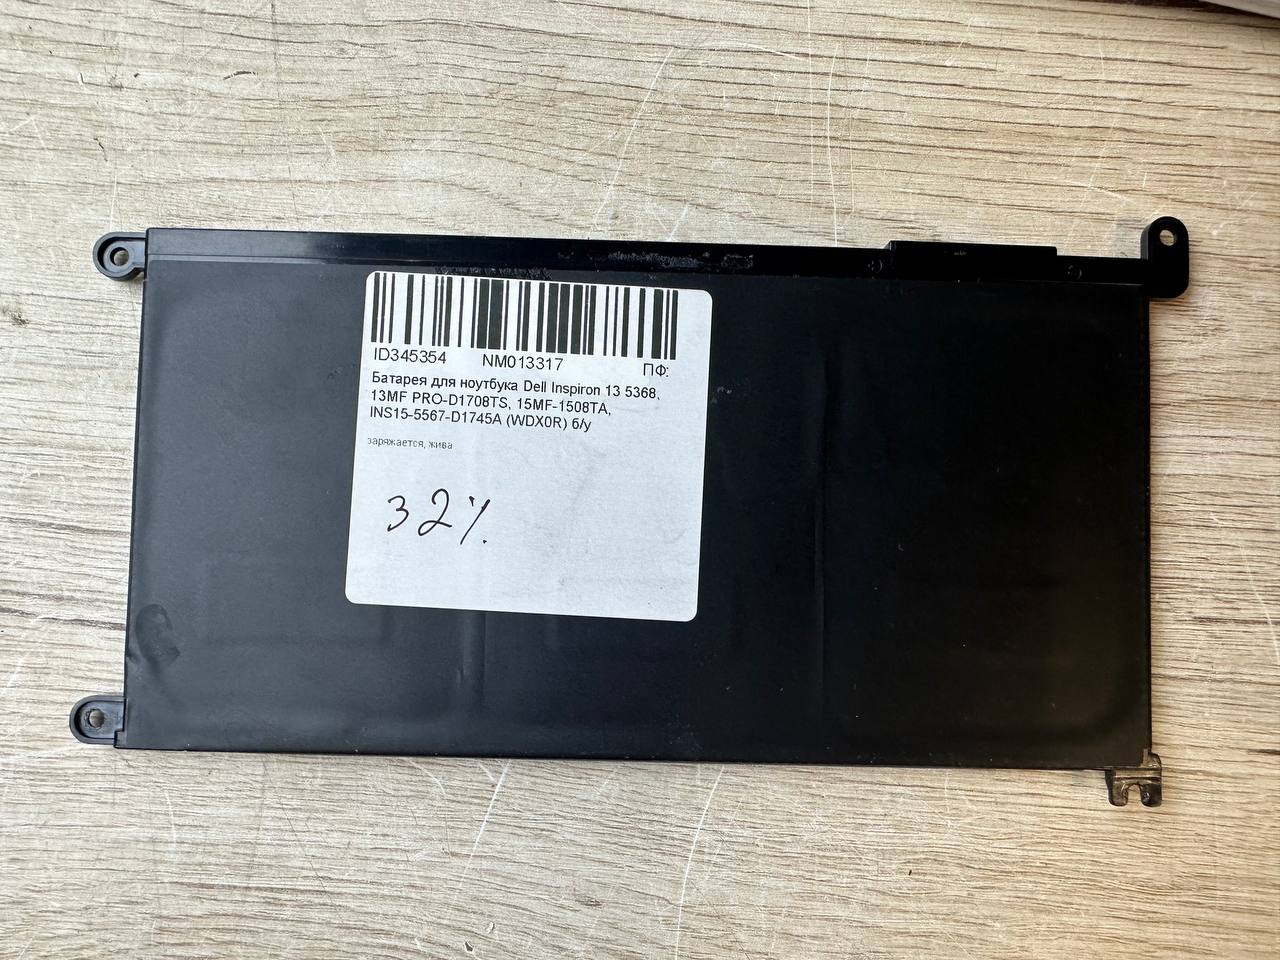 ID345354 NM013317 ПФ:
Батарея для ноутбука Dell Inspiron 13 5368,
13MF PRO-D1708TS, 15MF-1508TA,
INS15-5567-D1745A (WDX0R) б/у
заряжается, жива
32%